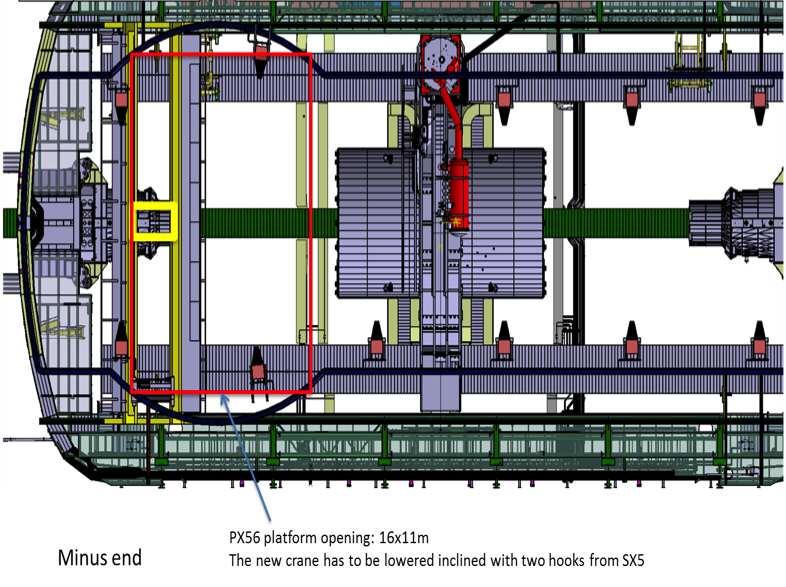 PX56 platform opening: 16x11m
Minus end
The new crane has to be lowered inclined with two hooks from SX5